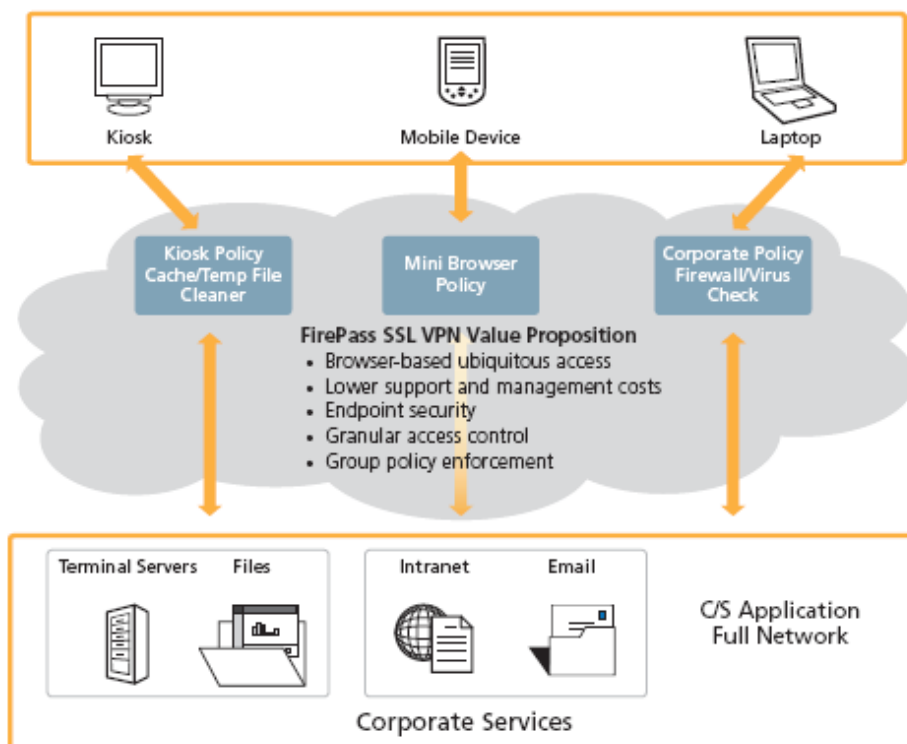 Kiosk
Mobile Device
Laptop
Kiosk Policy
Cache/Temp File
Cleaner
Mini Browser
Policy
Corporate Policy
Firewall/Virus
Check
FirePass SSL VPN Value Proposition
• Browser-based ubiquitous access
• Lower support and management costs
• Endpoint security
• Granular access control
• Group policy enforcement
Terminal Servers
Files
Intranet
Email
C/S Application
Full Network
Corporate Services